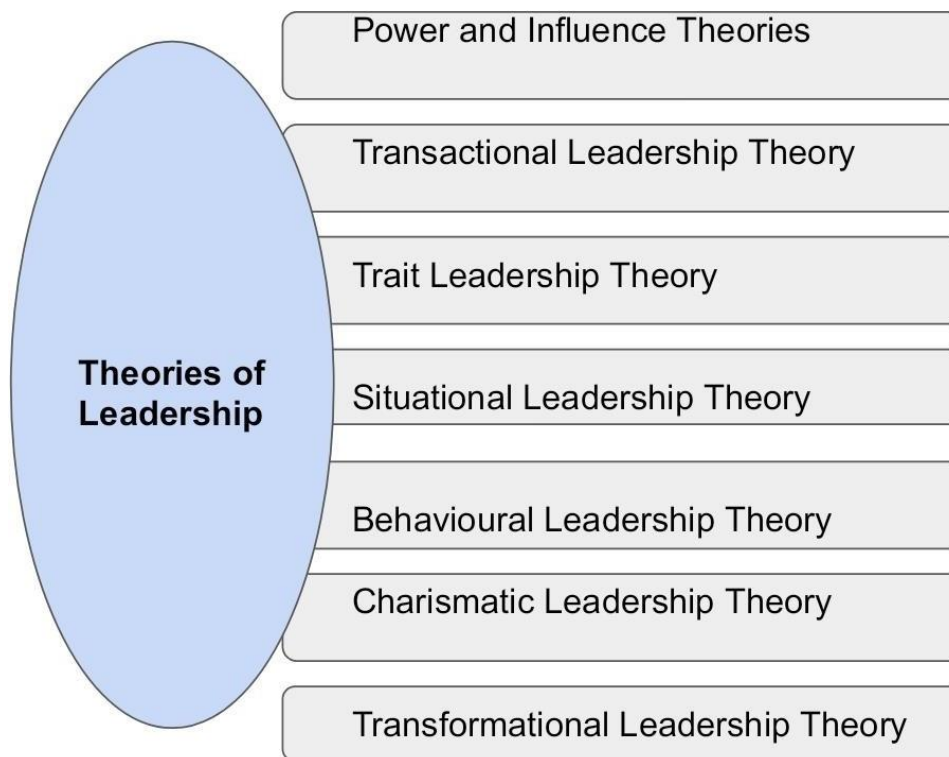 Power and Influence Theories
Transactional Leadership Theory
Trait Leadership Theory
Situational Leadership Theory
Theories of
Leadership
Behavioural Leadership Theory
Charismatic Leadership Theory
Transformational Leadership Theory